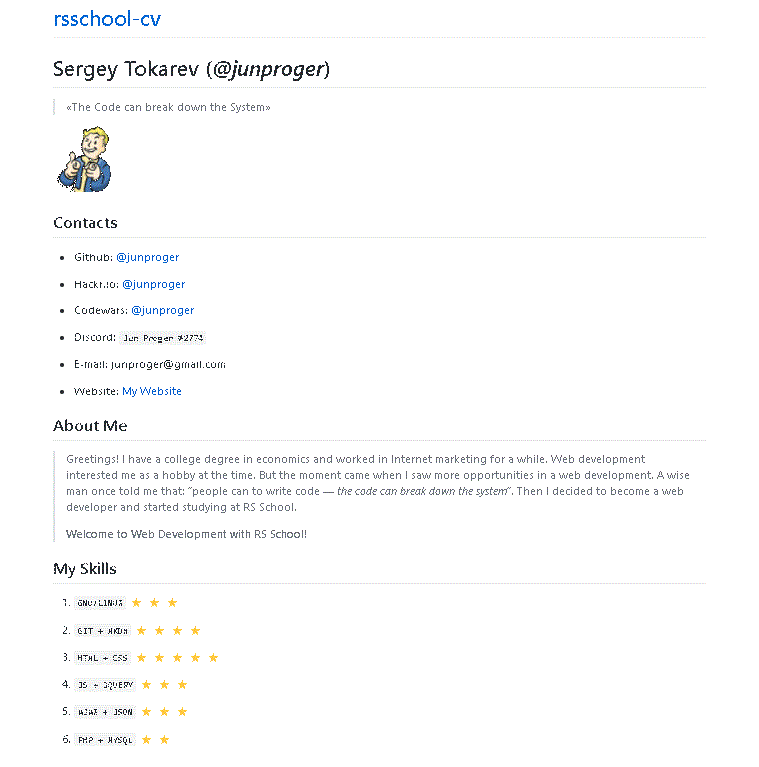 rsschool-cv
Sergey Tokarev (@junproger)
«The Code can break down the System»
Contacts
Github: @junproger
Hackr.io: @junproger
Codewars: @junproger
Discord: Jun Proger #2774
E-mail: junproger@gmail.com
Website: My Website
About Me
Greetings! I have a college degree in economics and worked in Internet marketing for a while. Web development
interested me as a hobby at the time. But the moment came when I saw more opportunities in a web development. A wise
man once told me that: "people can to write code — the code can break down the system". Then I decided to become a web
developer and started studying at RS School.
Welcome to Web Development with RS School!
My Skills
1. GNU/LINUX ★ ★ ★
2. GIT + MKDN ★ ★ ★ ★
3. HTML + CSS ★ ★ ★ ★ ★
4. JS + JQUERY ★ ★ ★
5. AJAX + JSON ★ ★ ★
6. PHP + MYSQL ★ ★